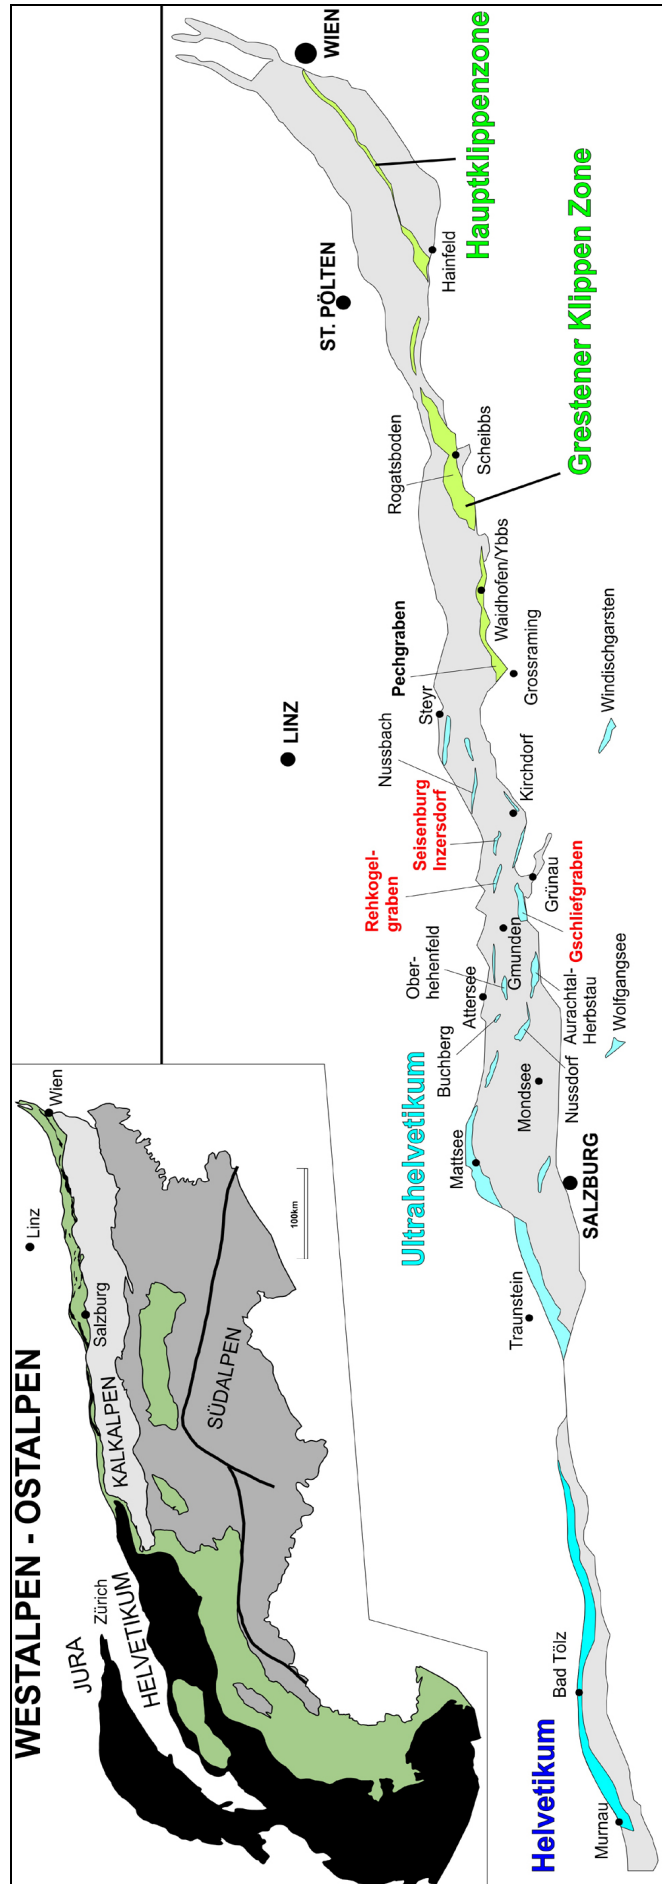 WESTALPEN - OSTALPEN
JURA
Zürich
HELVETIKUM
KALKALPEN
SÜDALPEN
Salzburg
Linz
Wien
100km
Helvetikum
Murnau
Bad Tölz
Traunstein
SALZBURG
Ultrahelvetikum
Mattsee
Mondsee
Buchberg
Nussdorf
Wolfgangsee
Attersee
Ober-
hehenfeld
Aurachtal-
Herbstau
Gmunden
Gschliefgraben
Rehkogel-
graben
Grünau
Seisenburg
Inzersdorf
Kirchdorf
Nussbach
Windischgarsten
LINZ
Steyr
Grossraming
Pechgraben
Waidhofen/Ybbs
Rogatsboden
Scheibbs
Grestener Klippen Zone
ST. PÖLTEN
Hainfeld
Hauptklippenzone
WIEN